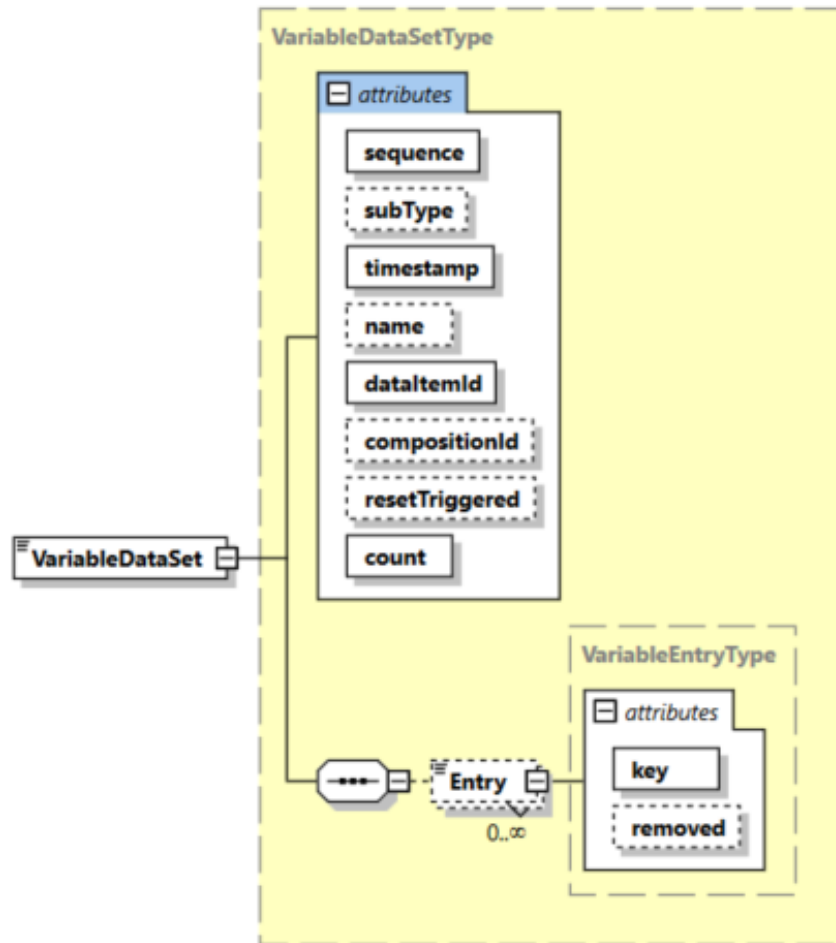 VariableDataSetType
attributes
sequence
subType
timestamp
name
dataItemId
compositionId
resetTriggered
count
VariableDataSet
VariableEntryType
attributes
key
removed
Entry
0..∞